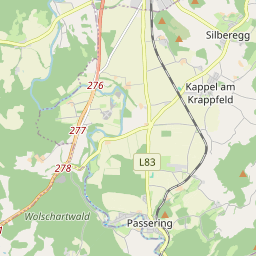 Silberegg
276
Kappel am
Krappfeld
277
L83
278
Wolschartwald
Passering